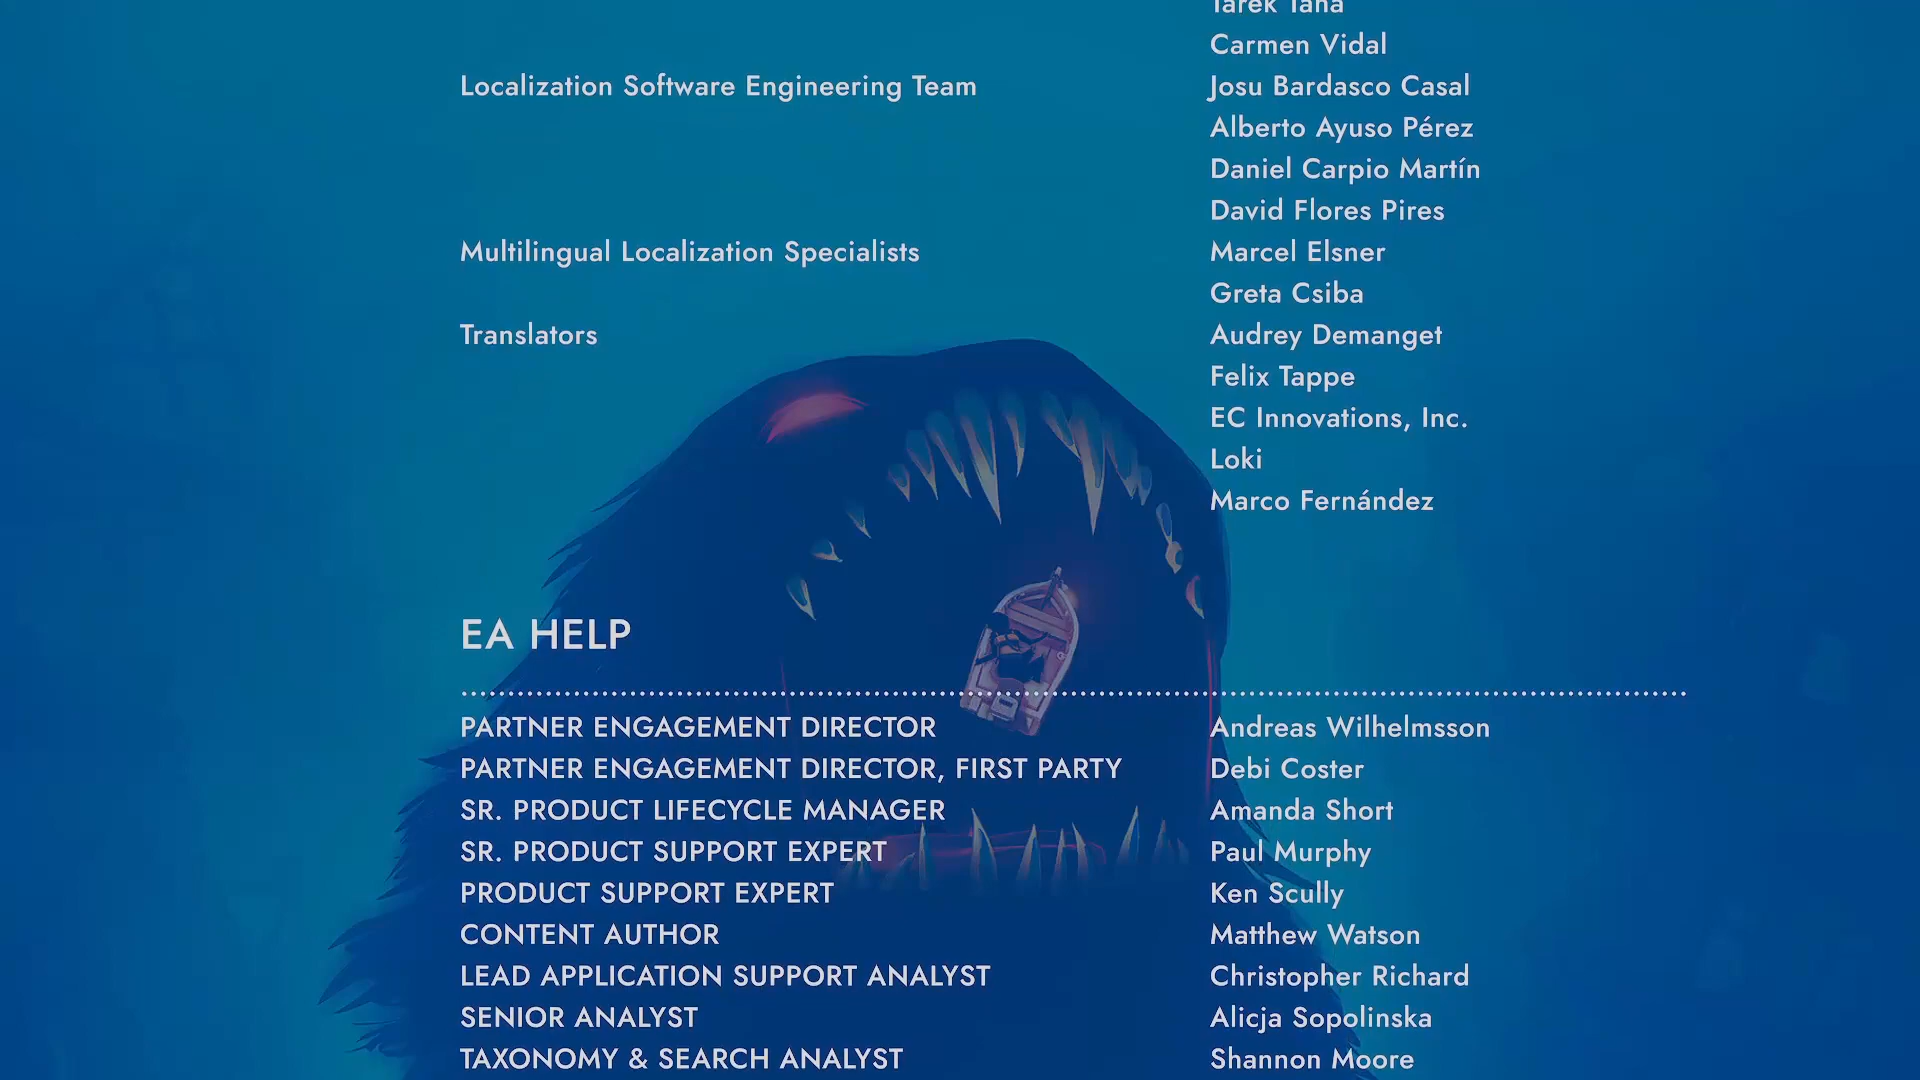 Tarek Taha
Carmen Vidal
Localization Software Engineering Team Josu Bardasco Casal
Alberto Ayuso Pérez
Daniel Carpio Martín
David Flores Pires
Multilingual Localization Specialists Marcel Elsner
Greta Csiba
Translators Audrey Demanget
Felix Tappe
EC Innovations, Inc.
Loki
Marco Fernández
EA HELP
PARTNER ENGAGEMENT DIRECTOR Andreas Wilhelmsson
PARTNER ENGAGEMENT DIRECTOR, FIRST PARTY Debi Coster
SR. PRODUCT LIFECYCLE MANAGER Amanda Short
SR. PRODUCT SUPPORT EXPERT Paul Murphy
PRODUCT SUPPORT EXPERT Ken Scully
CONTENT AUTHOR Matthew Watson
LEAD APPLICATION SUPPORT ANALYST Christopher Richard
SENIOR ANALYST Alicja Sopolinska
TAXONOMY & SEARCH ANALYST Shannon Moore